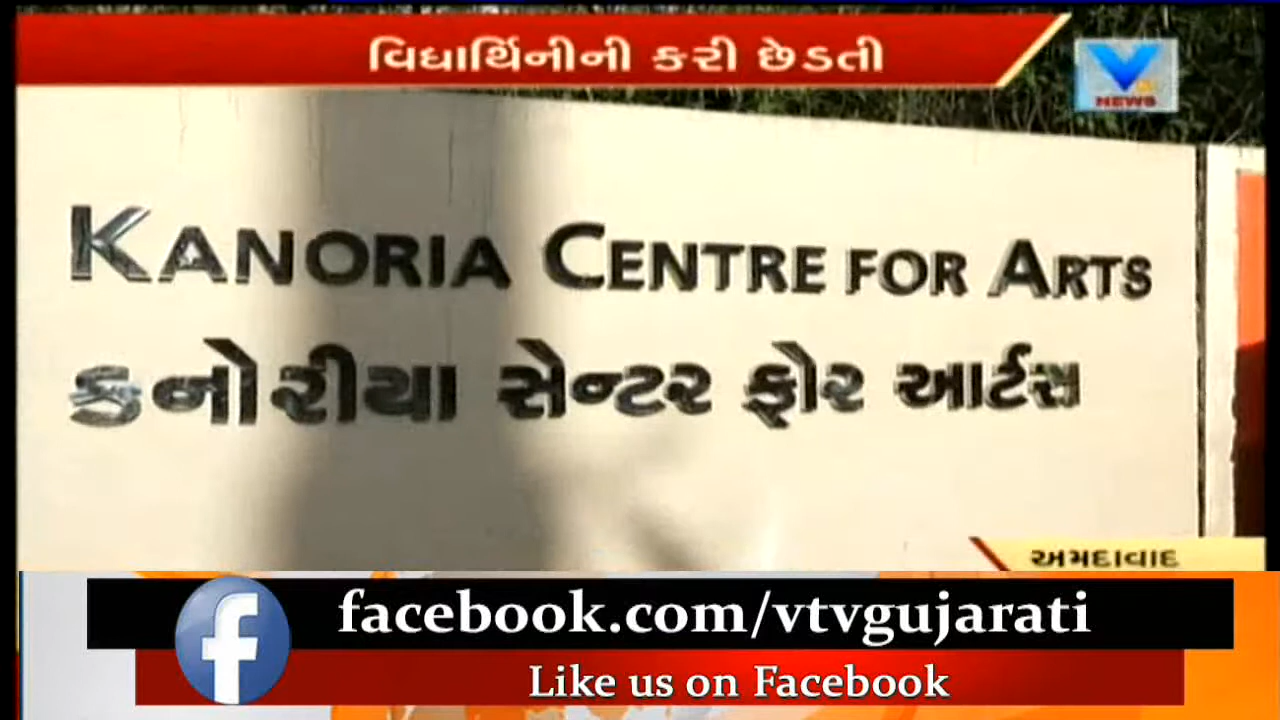 વિધાર્થિનીની કરી છેડતી
NEWS
KANORIA CENTRE FOR ARTS
કનોરીયા સેન્ટર ફોર આર્ટસ
અમદાવાદ
facebook.com/vtvgujarati
Like us on Facebook